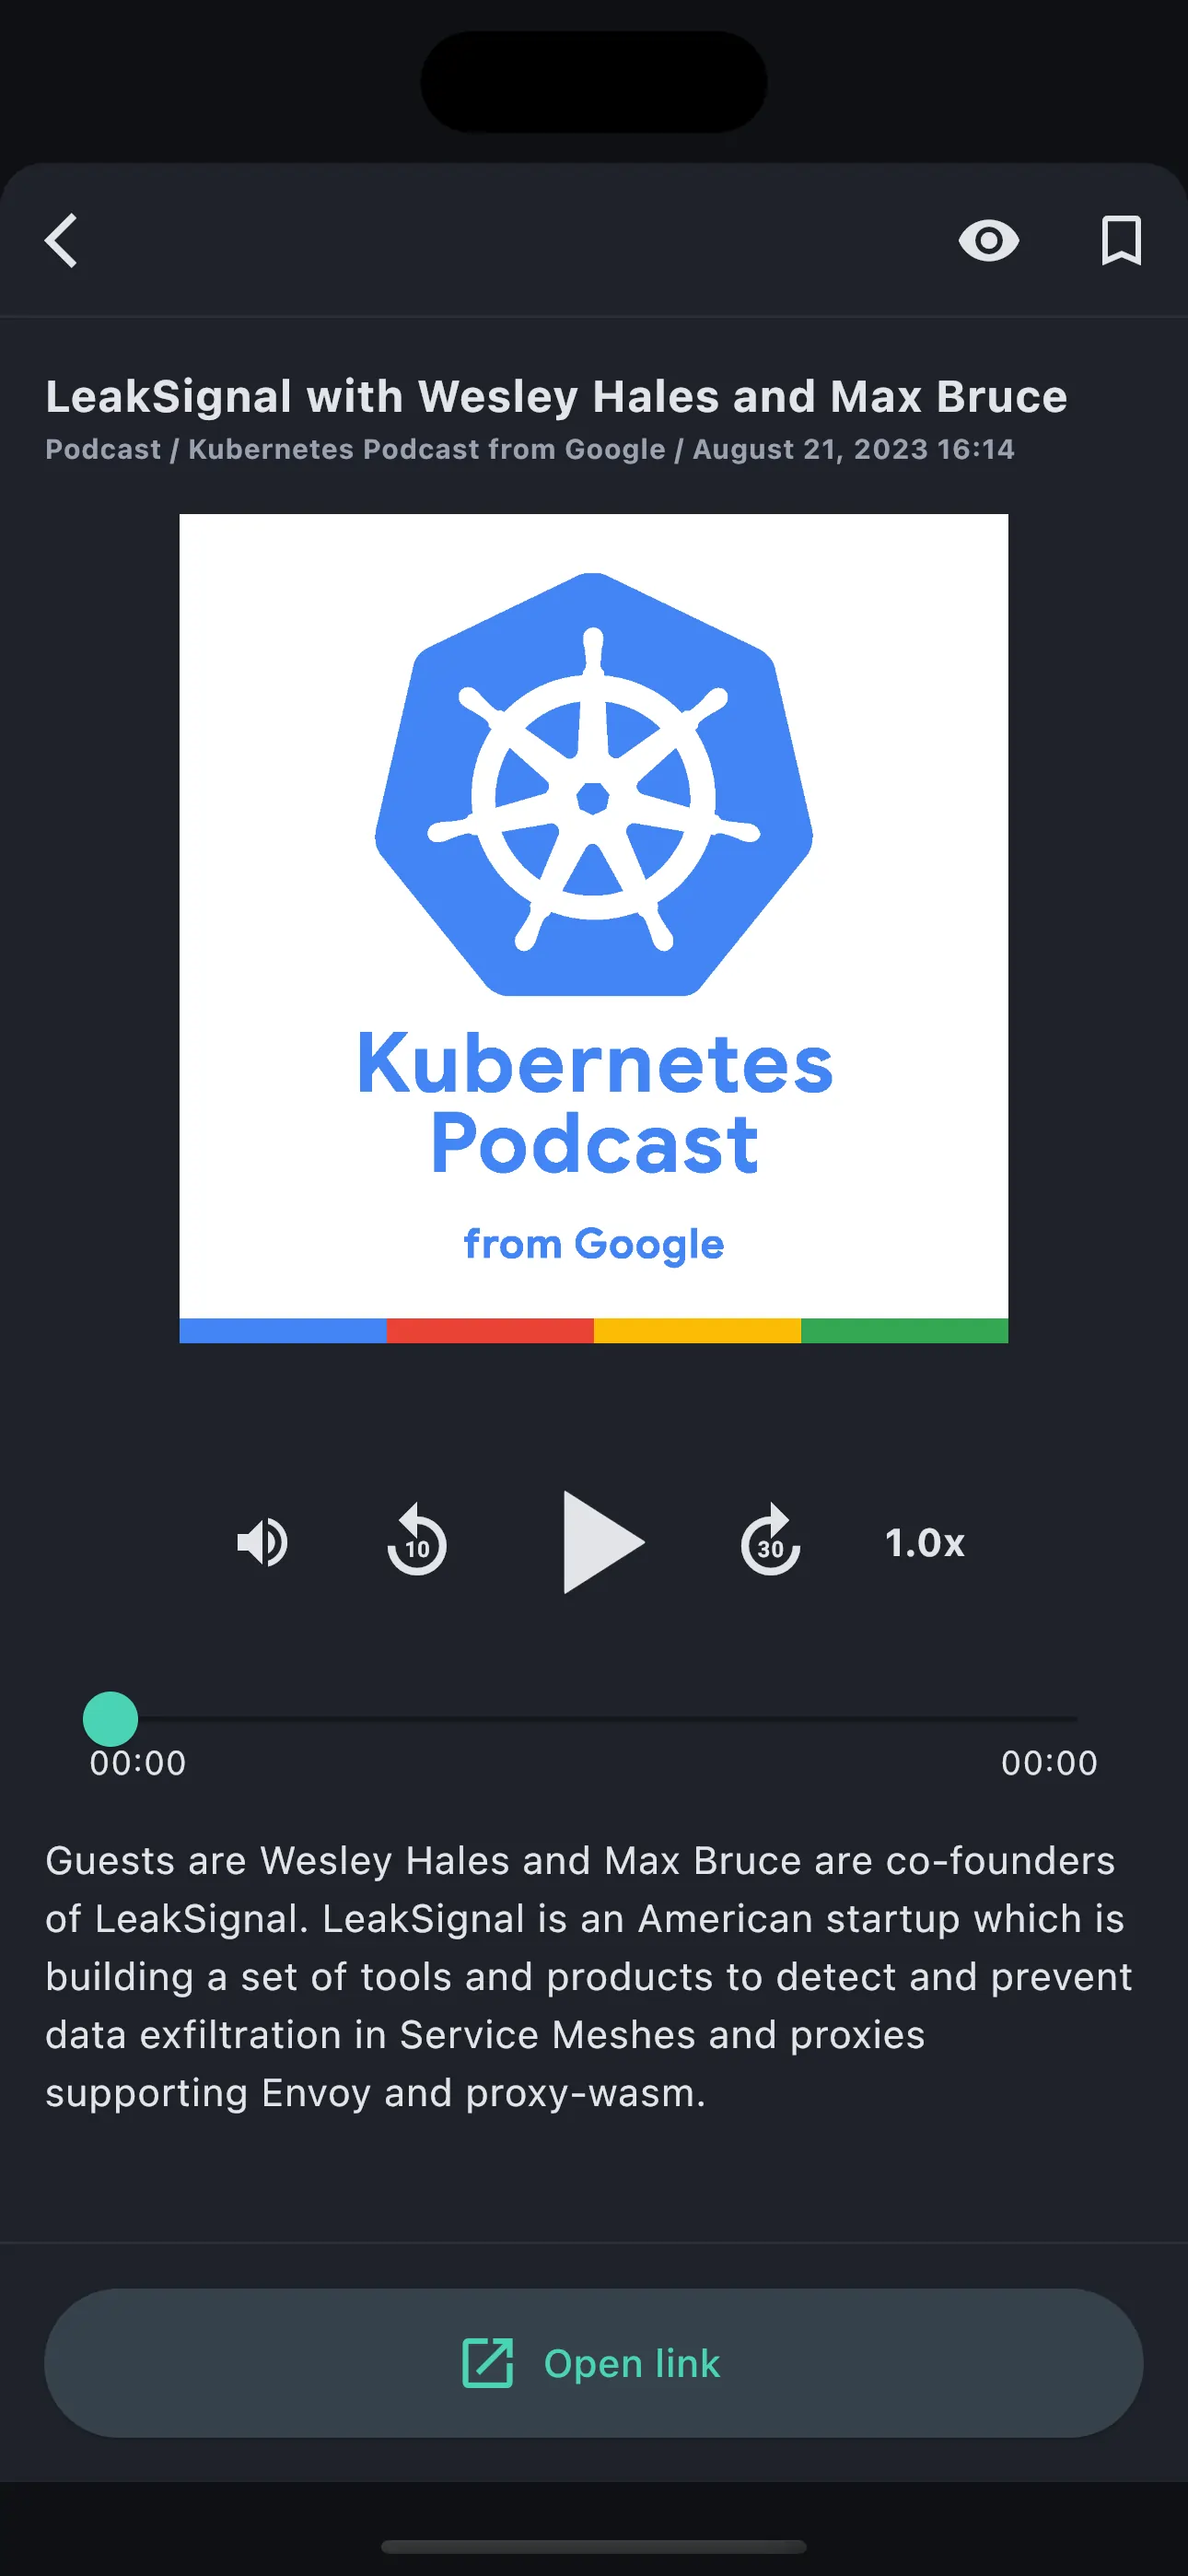 LeakSignal with Wesley Hales and Max Bruce
Podcast / Kubernetes Podcast from Google / August 21, 2023 16:14
Kubernetes
Podcast
from Google
10
30
1.0x
00:00
00:00
Guests are Wesley Hales and Max Bruce are co-founders
of LeakSignal. LeakSignal is an American startup which is
building a set of tools and products to detect and prevent
data exfiltration in Service Meshes and proxies
supporting Envoy and proxy-wasm.
Open link